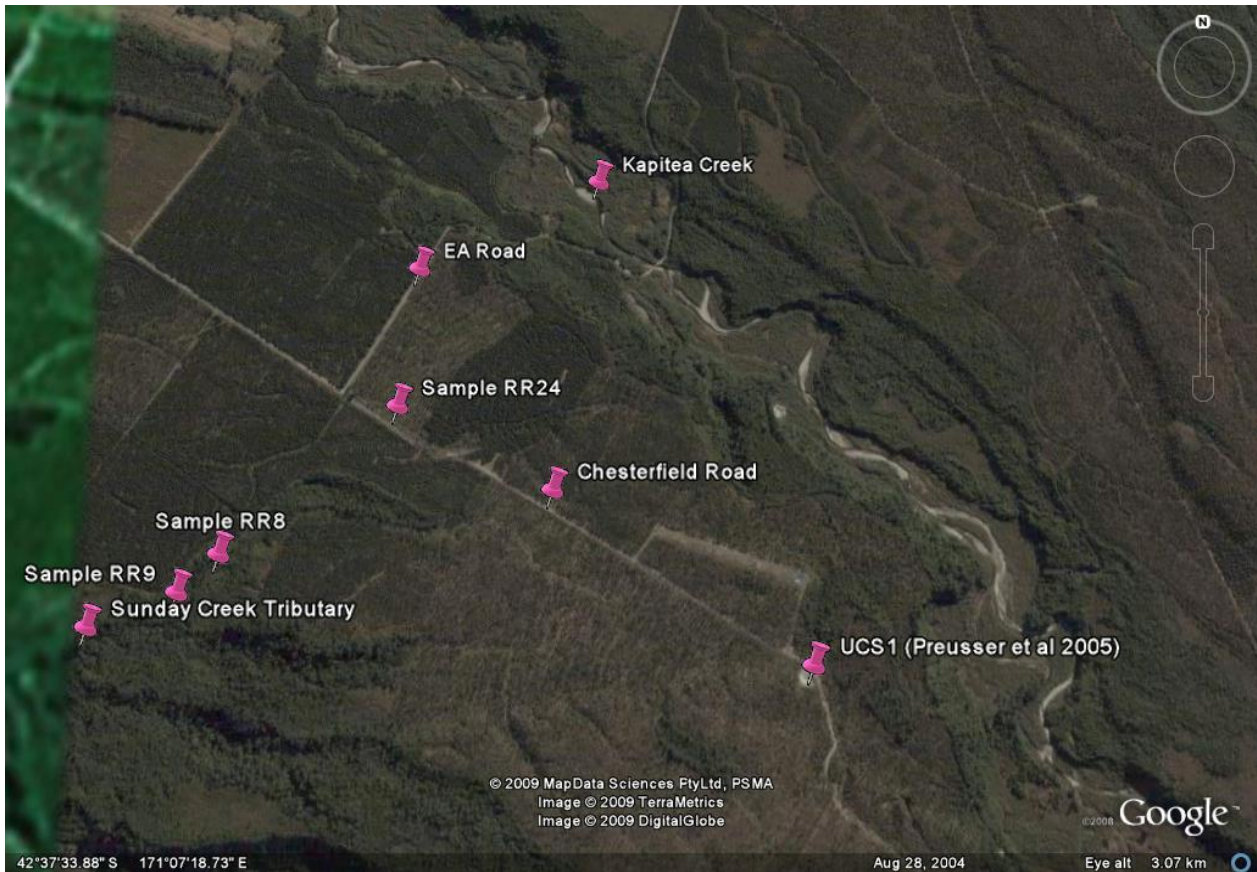 N
Kapitea Creek
EA Road
Sample RR24
Chesterfield Road
Sample RR8
Sample RR9
Sunday Creek Tributary
UCS1 (Preusser et al 2005)
© 2009 MapData Sciences PtyLtd, PSMA
Image © 2009 TerraMetrics
Image © 2009 DigitalGlobe
©2008 Google™
42°37'33.88" S 171°07'18.73" E Aug 28, 2004 Eye alt 3.07 km